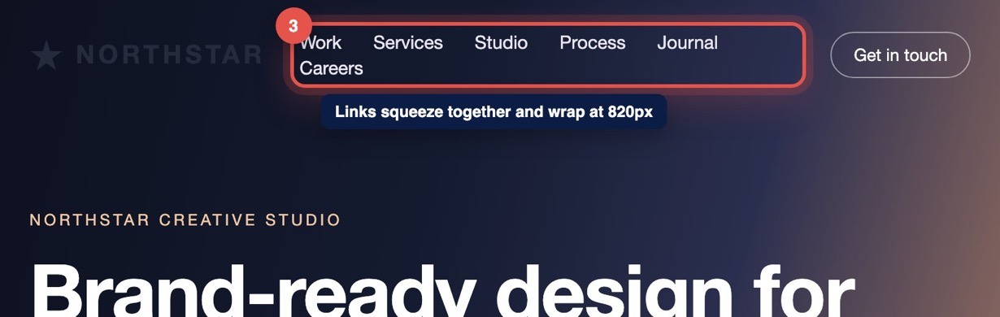 3
NORTHSTAR
Work Services Studio Process Journal
Careers
Get in touch
Links squeeze together and wrap at 820px
NORTHSTAR CREATIVE STUDIO
Brand-ready design for